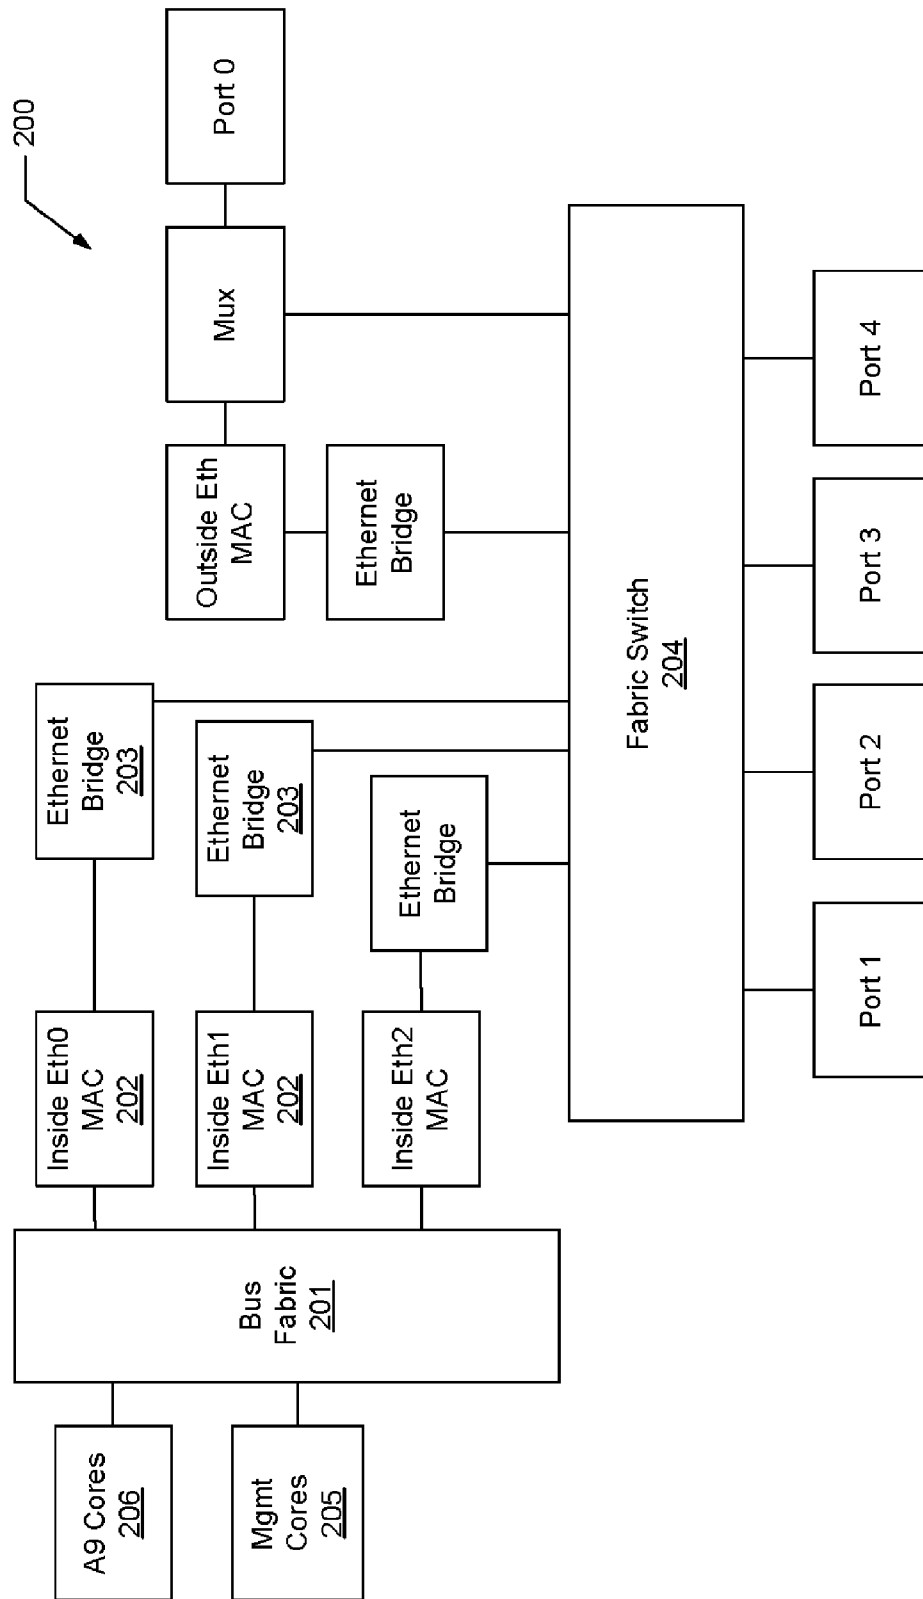 200
A9 Cores
206
Mgmt
Cores
205
Bus
Fabric
201
Inside Eth0
MAC
202
Inside Eth1
MAC
202
Inside Eth2
MAC
Ethernet
Bridge
203
Ethernet
Bridge
203
Ethernet
Bridge
Outside Eth
MAC
Ethernet
Bridge
Mux
Port 0
Fabric Switch
204
Port 1
Port 2
Port 3
Port 4